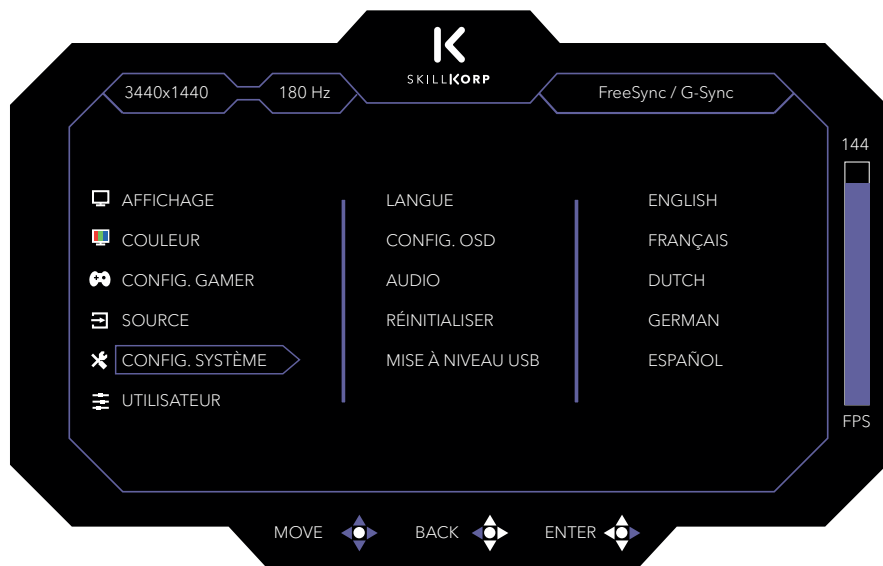 SKILLKORP
3440x1440 180 Hz FreeSync / G-Sync
144
AFFICHAGE LANGUE ENGLISH
COULEUR CONFIG. OSD FRANÇAIS
CONFIG. GAMER AUDIO DUTCH
SOURCE RÉINITIALISER GERMAN
CONFIG. SYSTÈME MISE À NIVEAU USB ESPAÑOL
UTILISATEUR
FPS
MOVE BACK ENTER